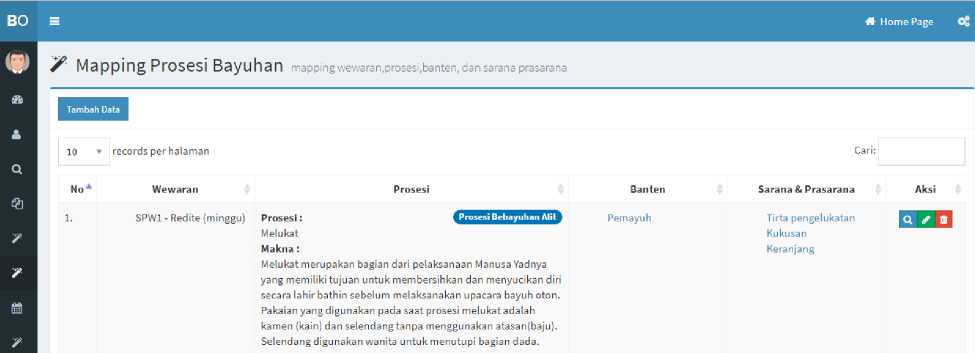 BO
Home Page
Mapping Prosesi Bayuhan mapping wewaran,prosesi,banten, dan sarana prasarana
Tambah Data
10 records per halaman
Cari:
No Wewaran Prosesi Banten Sarana & Prasarana Aksi
1. SPW1 - Redite (minggu) Prosesi : Prosesi Bebayuhan Alit Pemayuh Tirta pengelukatan
Melukat Kukusan
Makna : Keranjang
Melukat merupakan bagian dari pelaksanaan Manusa Yadnya
yang memiliki tujuan untuk membersihkan dan menyucikan diri
secara lahir bathin sebelum melaksanakan upacara bayuh oton.
Pakaian yang digunakan pada saat prosesi melukat adalah
kamen (kain) dan selendang tanpa menggunakan atasan(baju).
Selendang digunakan wanita untuk menutupi bagian dada.